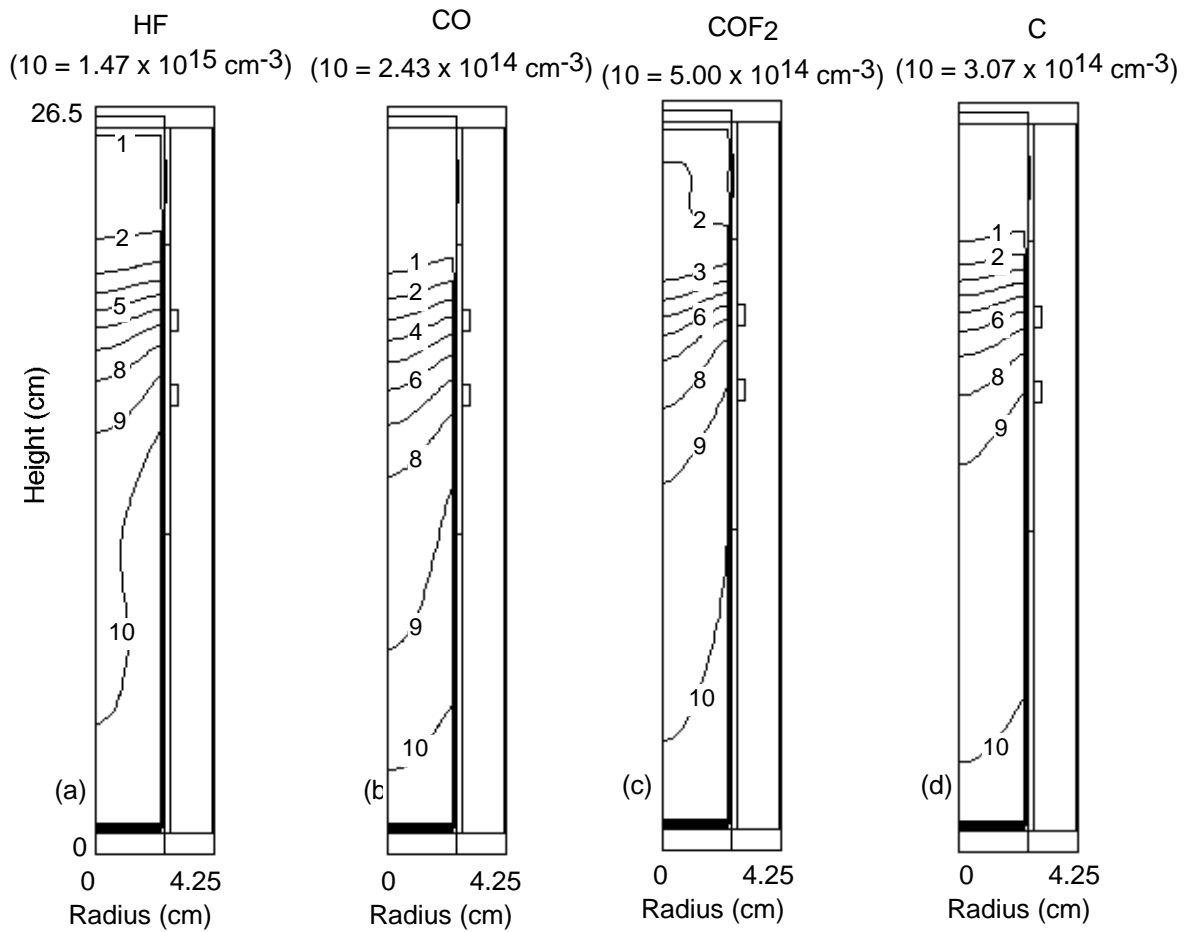 HF
(10 = 1.47 x 10^15 cm^-3)
CO
(10 = 2.43 x 10^14 cm^-3)
COF2
(10 = 5.00 x 10^14 cm^-3)
C
(10 = 3.07 x 10^14 cm^-3)
26.5
Height (cm)
0
1
2
5
8
9
10
(a)
0 4.25
Radius (cm)
1
2
4
6
8
9
10
(b
0 4.25
Radius (cm)
2
3
6
8
9
10
(c)
0 4.25
Radius (cm)
1
2
6
8
9
10
(d)
0 4.25
Radius (cm)